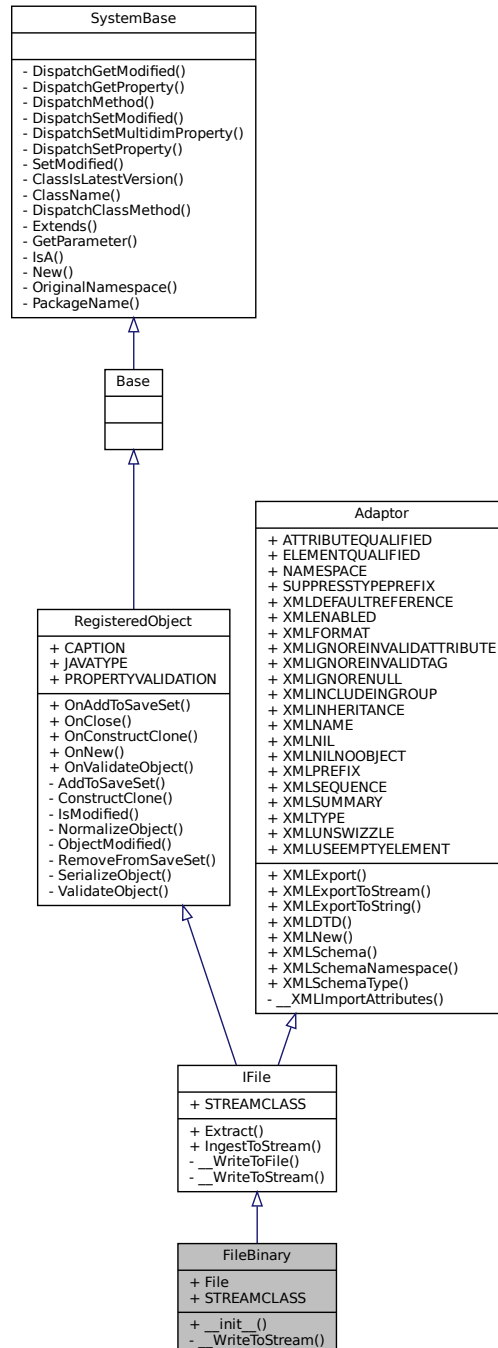 SystemBase
- DispatchGetModified()
- DispatchGetProperty()
- DispatchMethod()
- DispatchSetModified()
- DispatchSetMultidimProperty()
- DispatchSetProperty()
- SetModified()
- ClassIsLatestVersion()
- ClassName()
- DispatchClassMethod()
- Extends()
- GetParameter()
- IsA()
- New()
- OriginalNamespace()
- PackageName()
Base
Adaptor
+ ATTRIBUTEQUALIFIED
+ ELEMENTQUALIFIED
+ NAMESPACE
+ SUPPRESSTYPEPREFIX
+ XMLDEFAULTREFERENCE
+ XMLENABLED
+ XMLFORMAT
+ XMLIGNOREINVALIDATTRIBUTE
+ XMLIGNOREINVALIDTAG
+ XMLIGNORENULL
+ XMLINCLUDEINGROUP
+ XMLINHERITANCE
+ XMLNAME
+ XMLNIL
+ XMLNILNOOBJECT
+ XMLPREFIX
+ XMLSEQUENCE
+ XMLSUMMARY
+ XMLTYPE
+ XMLUNSWIZZLE
+ XMLUSEEMPTYELEMENT
+ XMLExport()
+ XMLExportToStream()
+ XMLExportToString()
+ XMLDTD()
+ XMLNew()
+ XMLSchema()
+ XMLSchemaNamespace()
+ XMLSchemaType()
- __XMLImportAttributes()
RegisteredObject
+ CAPTION
+ JAVATYPE
+ PROPERTYVALIDATION
+ OnAddToSaveSet()
+ OnClose()
+ OnConstructClone()
+ OnNew()
+ OnValidateObject()
- AddToSaveSet()
- ConstructClone()
- IsModified()
- NormalizeObject()
- ObjectModified()
- RemoveFromSaveSet()
- SerializeObject()
- ValidateObject()
IFile
+ STREAMCLASS
+ Extract()
+ IngestToStream()
- __WriteToFile()
- __WriteToStream()
FileBinary
+ File
+ STREAMCLASS
+ __init__()
- __WriteToStream()